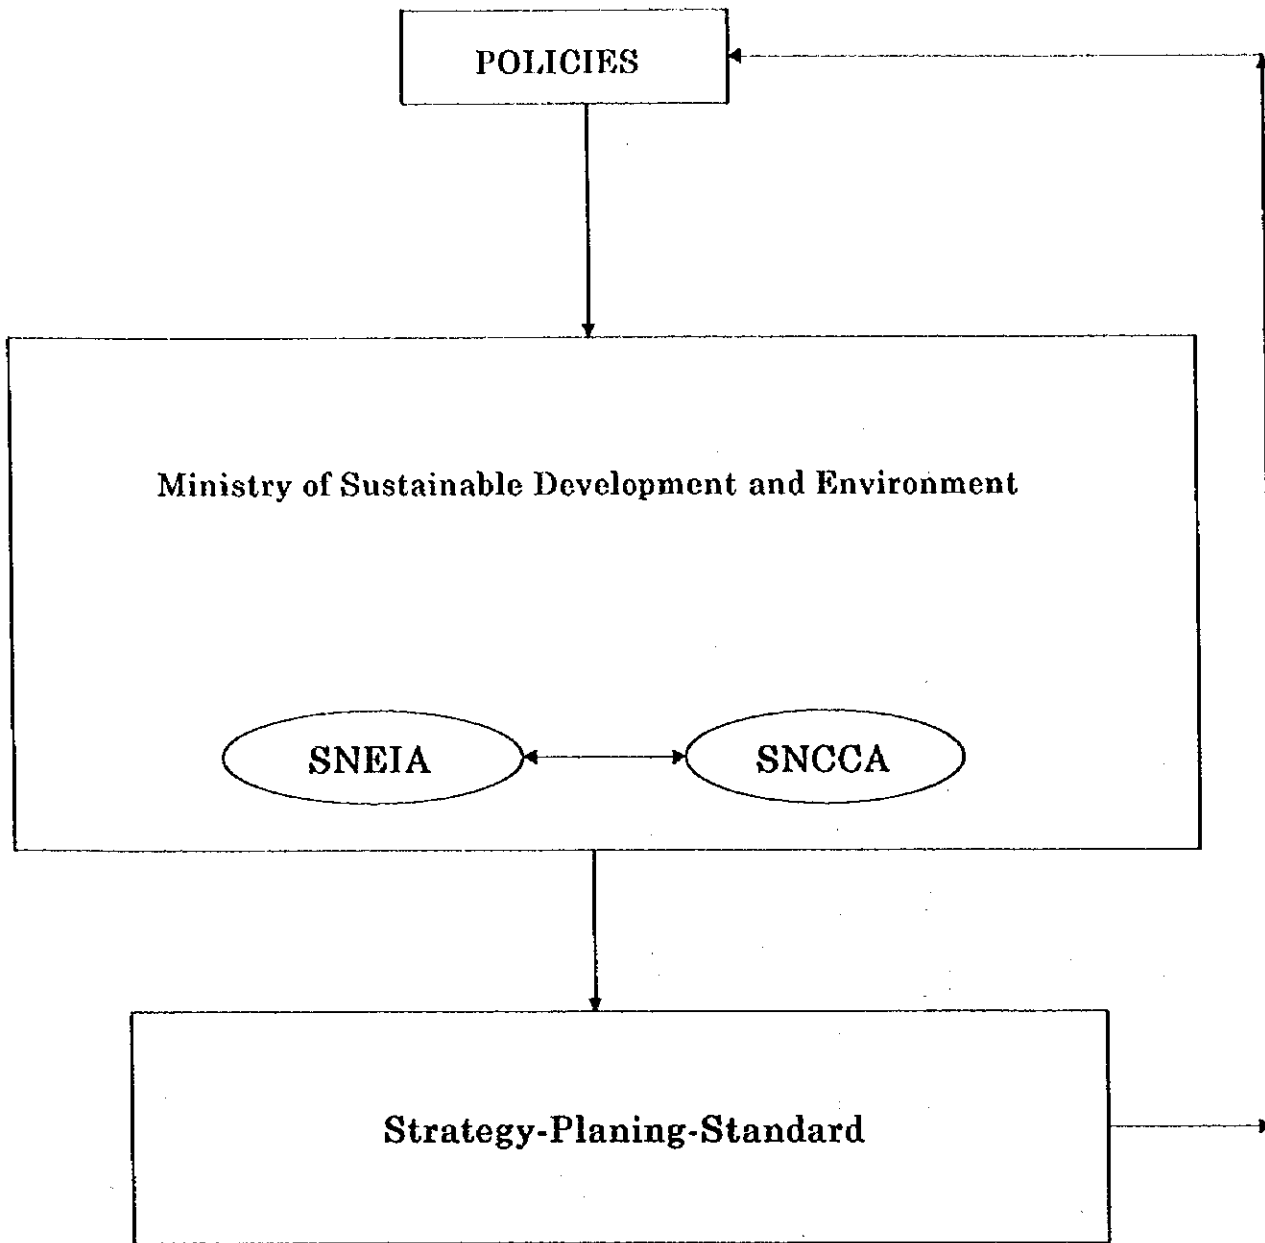 POLICIES
Ministry of Sustainable Development and Environment
SNEIA
SNCCA
Strategy-Planing-Standard